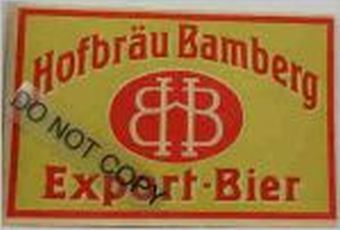 Hofbräu Bamberg
HB
DO NOT COPY
Export-Bier